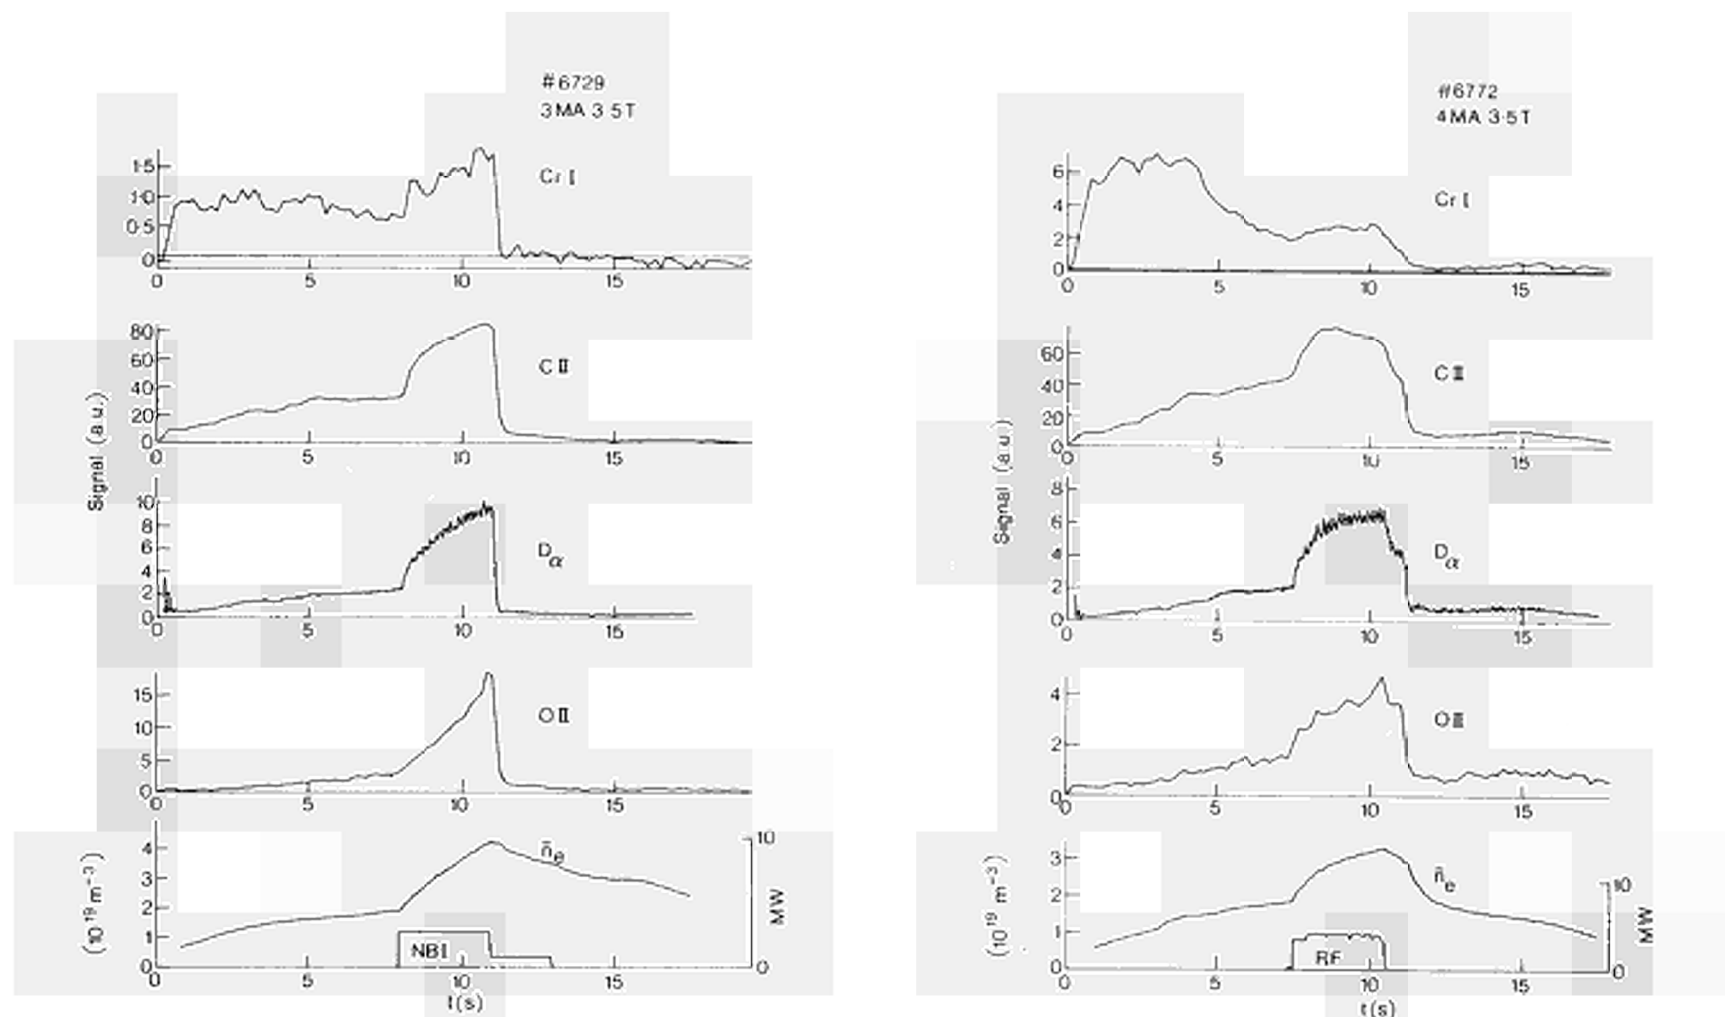 #6729
3MA 3·5T
Cr I
1·5
1·0
0·5
0
0 5 10 15
C II
80
60
40
20
0
0 5 10 15
Signal (a.u.)
Dα
10
8
6
4
2
0
0 5 10 15
O II
15
10
5
0
0 5 10 15
n̄e
4
3
2
1
0
(10¹⁹ m⁻³)
NBI
10
0
MW
0 5 10 15
t(s)
#6772
4MA 3·5T
Cr I
6
4
2
0
0 5 10 15
C III
60
40
20
0
0 5 10 15
Signal (a.u.)
Dα
8
6
4
2
0
0 5 10 15
O III
4
2
0
0 5 10 15
n̄e
3
2
1
0
(10¹⁹ m⁻³)
RF
10
0
MW
0 5 10 15
t(s)